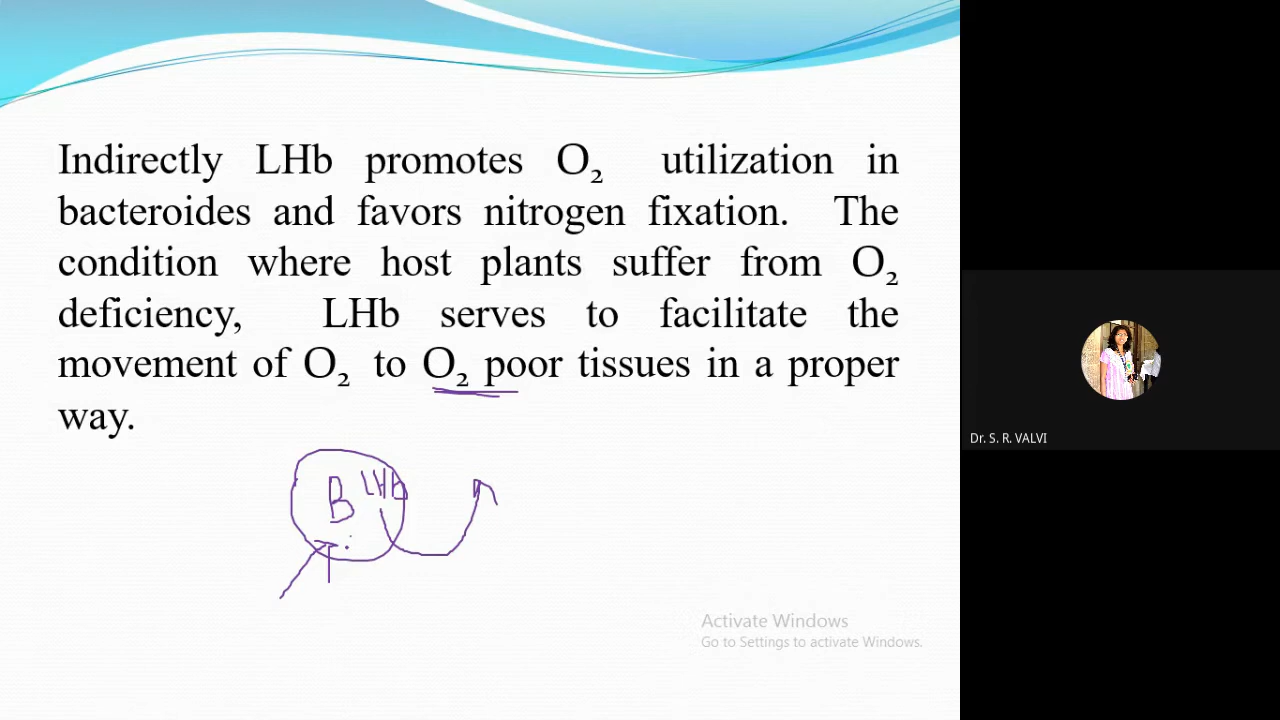 Indirectly LHb promotes O₂ utilization in
bacteroides and favors nitrogen fixation. The
condition where host plants suffer from O₂
deficiency, LHb serves to facilitate the
movement of O₂ to O₂ poor tissues in a proper
way.
B LHb
Dr. S. R. VALVI
Activate Windows
Go to Settings to activate Windows.